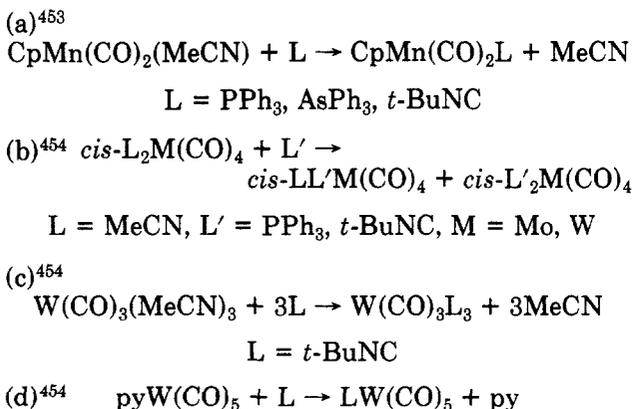 (a)⁴⁵³
CpMn(CO)₂(MeCN) + L → CpMn(CO)₂L + MeCN
L = PPh₃, AsPh₃, t-BuNC
(b)⁴⁵⁴ cis-L₂M(CO)₄ + L′ →
cis-LL′M(CO)₄ + cis-L′₂M(CO)₄
L = MeCN, L′ = PPh₃, t-BuNC, M = Mo, W
(c)⁴⁵⁴
W(CO)₃(MeCN)₃ + 3L → W(CO)₃L₃ + 3MeCN
L = t-BuNC
(d)⁴⁵⁴ pyW(CO)₅ + L → LW(CO)₅ + py